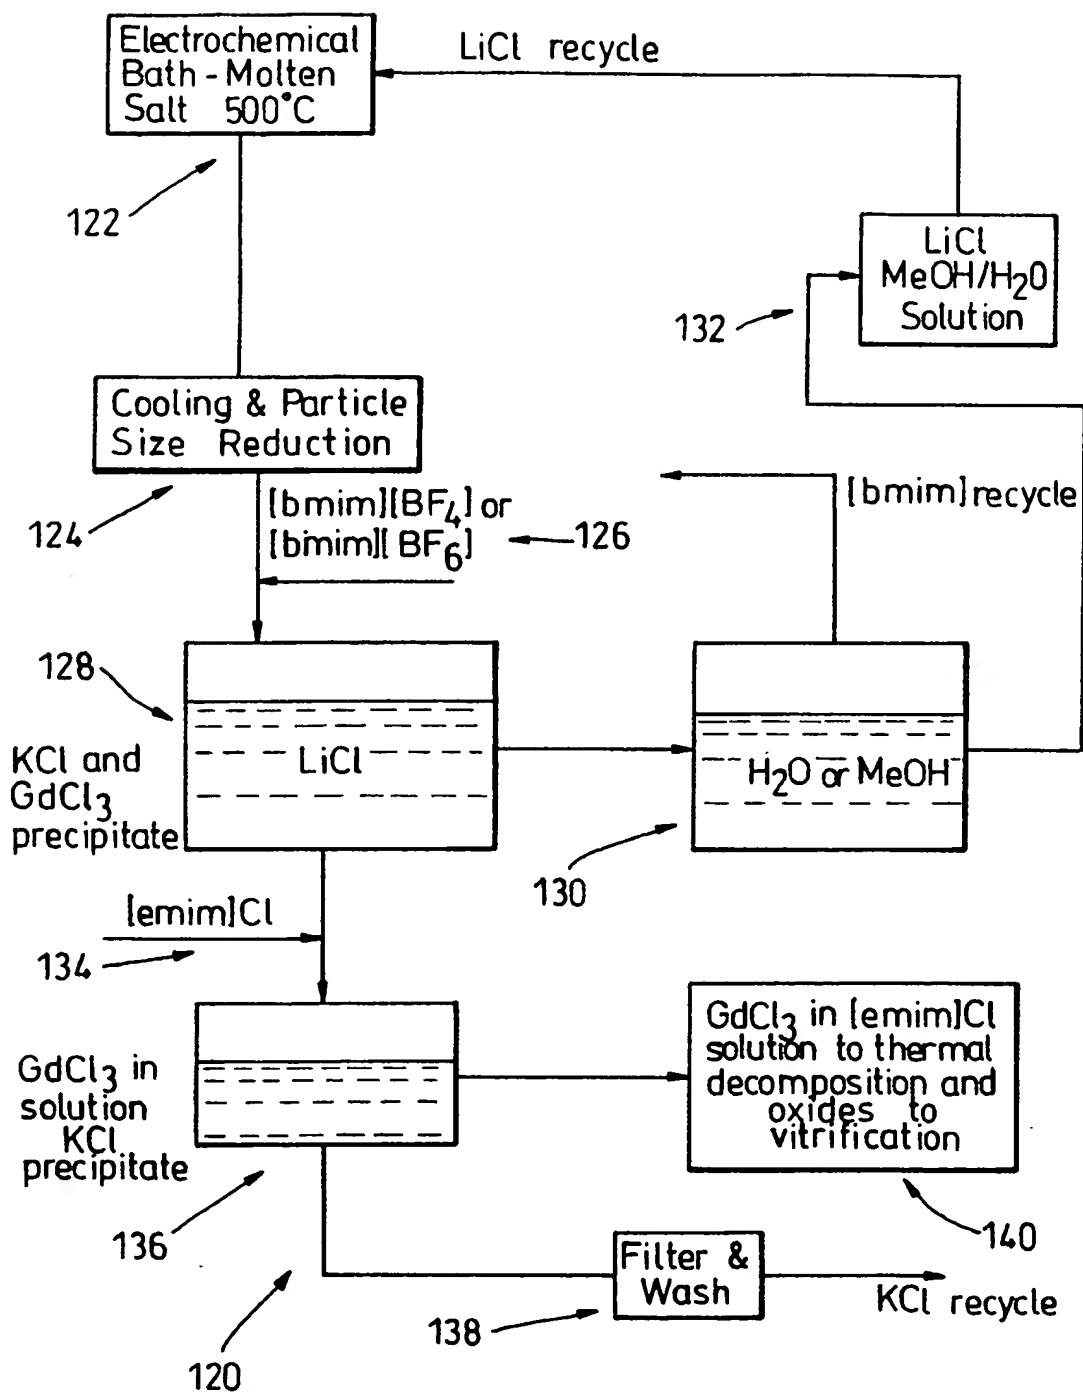 Electrochemical
Bath-Molten
Salt 500°C
LiCl recycle
122
LiCl
MeOH/H₂O
Solution
132
Cooling & Particle
Size Reduction
124
[bmim][BF₄] or
[bmim][BF₆]
126
[bmim] recycle
128
KCl and
GdCl₃
precipitate
LiCl
H₂O or MeOH
130
[emim]Cl
134
GdCl₃ in
solution
KCl
precipitate
136
GdCl₃ in [emim]Cl
solution to thermal
decomposition and
oxides to
vitrification
140
Filter &
Wash
138
KCl recycle
120